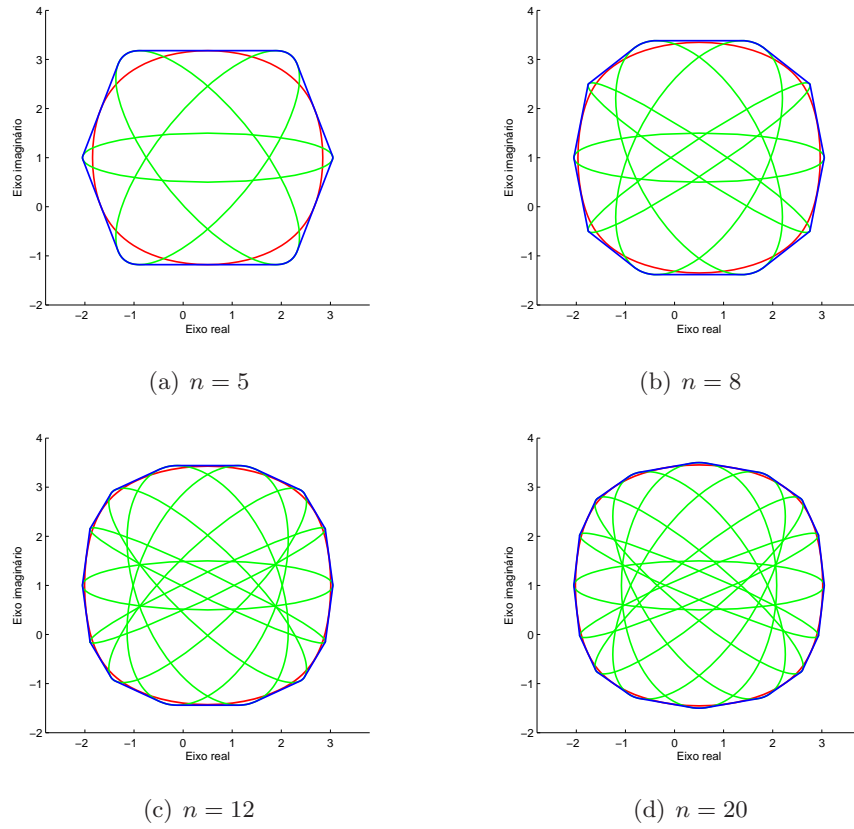 4
3
2
1
0
−1
−2
Eixo imaginário
−2 −1 0 1 2 3
Eixo real
(a) n = 5
4
3
2
1
0
−1
−2
Eixo imaginário
−2 −1 0 1 2 3
Eixo real
(b) n = 8
4
3
2
1
0
−1
−2
Eixo imaginário
−2 −1 0 1 2 3
Eixo real
(c) n = 12
4
3
2
1
0
−1
−2
Eixo imaginário
−2 −1 0 1 2 3
Eixo real
(d) n = 20